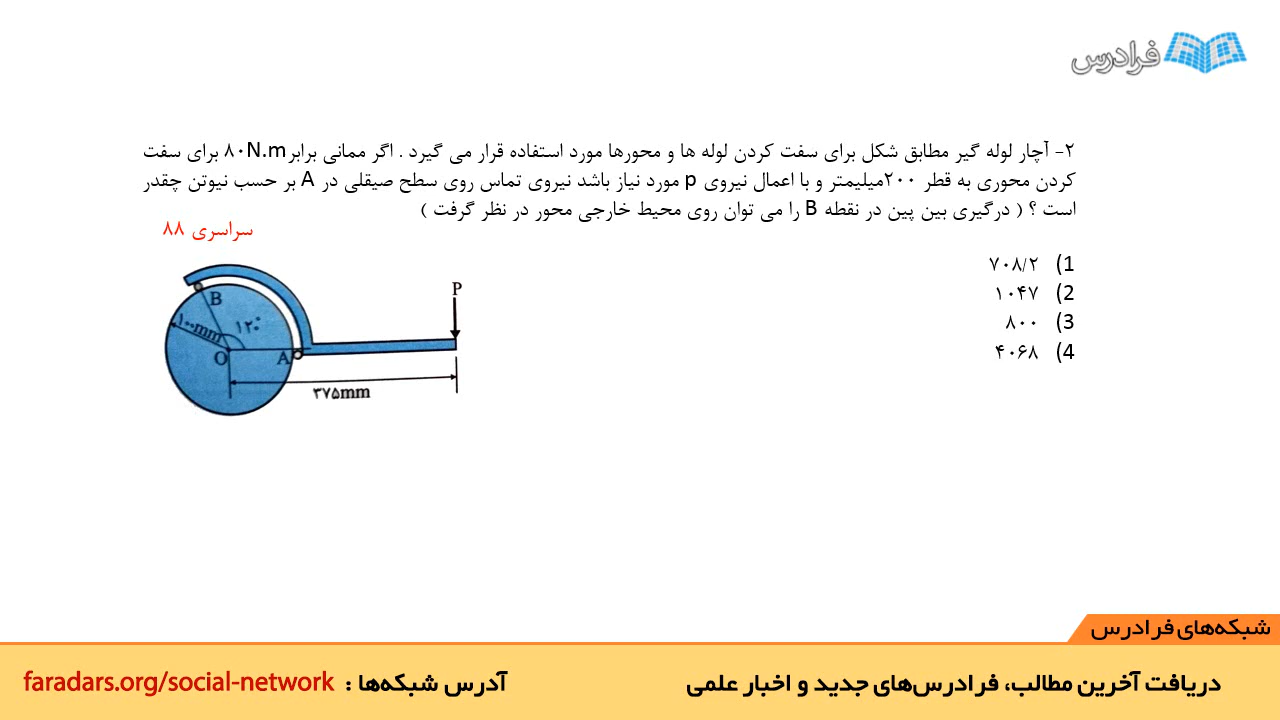 فرادرس
۲- آچار لوله گیر مطابق شکل برای سفت کردن لوله ها و محورها مورد استفاده قرار می گیرد . اگر ممانی برابر ۸۰N.m برای سفت
کردن محوری به قطر ۲۰۰میلیمتر و با اعمال نیروی p مورد نیاز باشد نیروی تماس روی سطح صیقلی در A بر حسب نیوتن چقدر
است ؟ ( درگیری بین پین در نقطه B را می توان روی محیط خارجی محور در نظر گرفت )
سراسری ۸۸
1) ۷۰۸/۲
2) ۱۰۴۷
3) ۸۰۰
4) ۴۰۶۸
P
B
۱۲۰°
۱۰۰mm
O
A
۳۷۵mm
شبکه‌های فرادرس
دریافت آخرین مطالب، فرادرس‌های جدید و اخبار علمی
آدرس شبکه‌ها : faradars.org/social-network